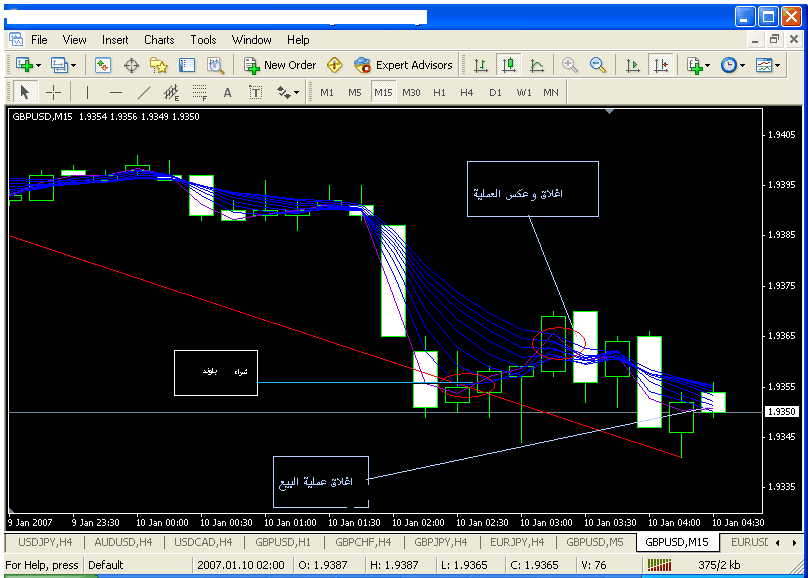 File View Insert Charts Tools Window Help
New Order Expert Advisors
A T M1 M5 M15 M30 H1 H4 D1 W1 MN
GBPUSD,M15 1.9354 1.9356 1.9349 1.9350
1.9405
1.9395
اغلاق و عكس العملية
1.9385
1.9375
1.9365
شراء باوند
1.9355
1.9350
1.9345
اغلاق عملية البيع
1.9335
9 Jan 2007 9 Jan 23:30 10 Jan 00:00 10 Jan 00:30 10 Jan 01:00 10 Jan 01:30 10 Jan 02:00 10 Jan 02:30 10 Jan 03:00 10 Jan 03:30 10 Jan 04:00 10 Jan 04:30
USDJPY,H4 AUDUSD,H4 USDCAD,H4 GBPUSD,H1 GBPCHF,H4 GBPJPY,H4 EURJPY,H4 GBPUSD,M5 GBPUSD,M15 EURUSD
For Help, press Default 2007.01.10 02:00 O: 1.9387 H: 1.9387 L: 1.9365 C: 1.9365 V: 76 375/2 kb